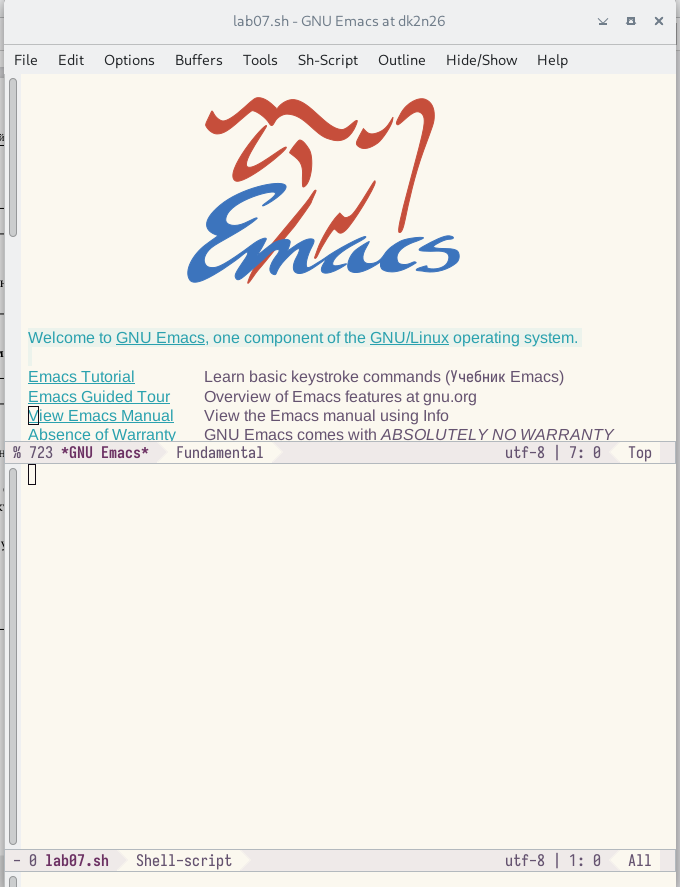 lab07.sh - GNU Emacs at dk2n26
File Edit Options Buffers Tools Sh-Script Outline Hide/Show Help
Emacs
Welcome to GNU Emacs, one component of the GNU/Linux operating system.
Emacs Tutorial Learn basic keystroke commands (Учебник Emacs)
Emacs Guided Tour Overview of Emacs features at gnu.org
View Emacs Manual View the Emacs manual using Info
Absence of Warranty GNU Emacs comes with ABSOLUTELY NO WARRANTY
% 723 *GNU Emacs* Fundamental utf-8 | 7: 0 Top
- 0 lab07.sh Shell-script utf-8 | 1: 0 All